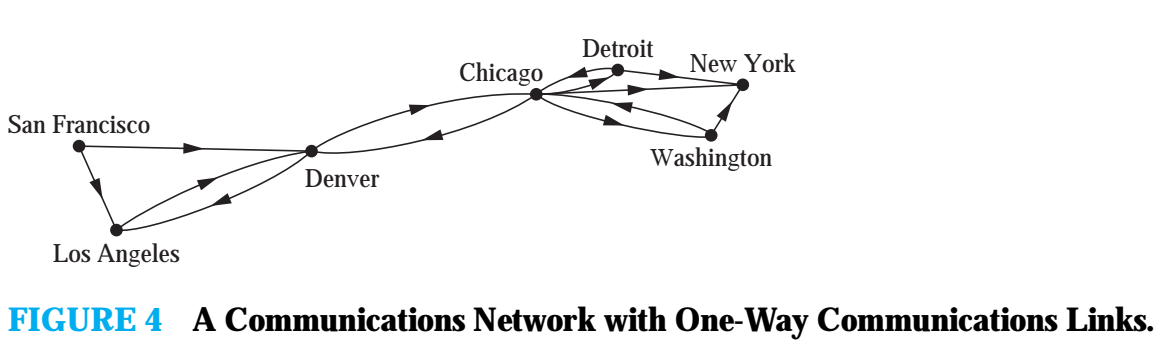 Detroit
New York
Chicago
San Francisco
Washington
Denver
Los Angeles
FIGURE 4 A Communications Network with One-Way Communications Links.